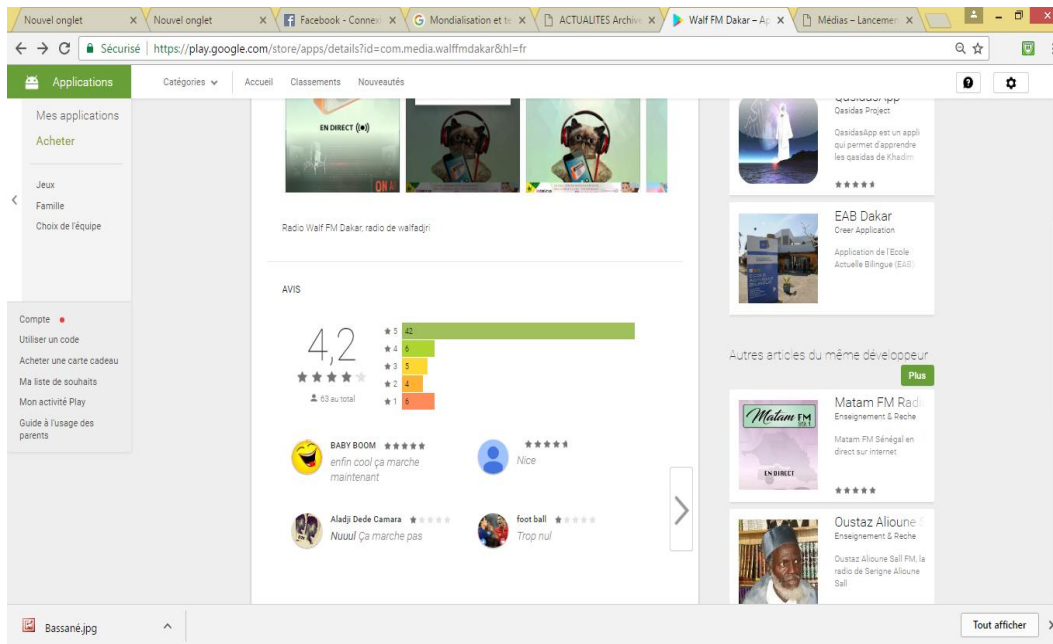 Nouvel onglet
Nouvel onglet
Facebook - Connexi
Mondialisation et te
ACTUALITES Archive
Walf FM Dakar – Ap
Médias – Lancemen
Sécurisé | https://play.google.com/store/apps/details?id=com.media.walffmdakar&hl=fr
Applications
Catégories
Accueil
Classements
Nouveautés
Mes applications
Acheter
Jeux
Famille
Choix de l'équipe
Compte
Utiliser un code
Acheter une carte cadeau
Ma liste de souhaits
Mon activité Play
Guide à l'usage des
parents
EN DIRECT
ON
Radio Walf FM Dakar, radio de walfadjri
AVIS
4,2
63 au total
5 42
4 6
3 5
2 4
1 6
BABY BOOM
enfin cool ça marche
maintenant
Nice
Aladji Dede Camara
Nuuul Ça marche pas
foot ball
Trop nul
QasidasApp
Qasidas Project
QasidasApp est un appli
qui permet d'apprendre
les qasidas de Khadim
EAB Dakar
Creer Application
Application de l'Ecole
Actuelle Bilingue (EAB)
Autres articles du même développeur
Plus
Matam FM
EN DIRECT
Matam FM Radi
Enseignement & Reche
Matam FM Sénégal en
direct sur internet
Oustaz Alioune S
Enseignement & Reche
Oustaz Alioune Sall FM, la
radio de Serigne Alioune
Sall
Bassané.jpg
Tout afficher